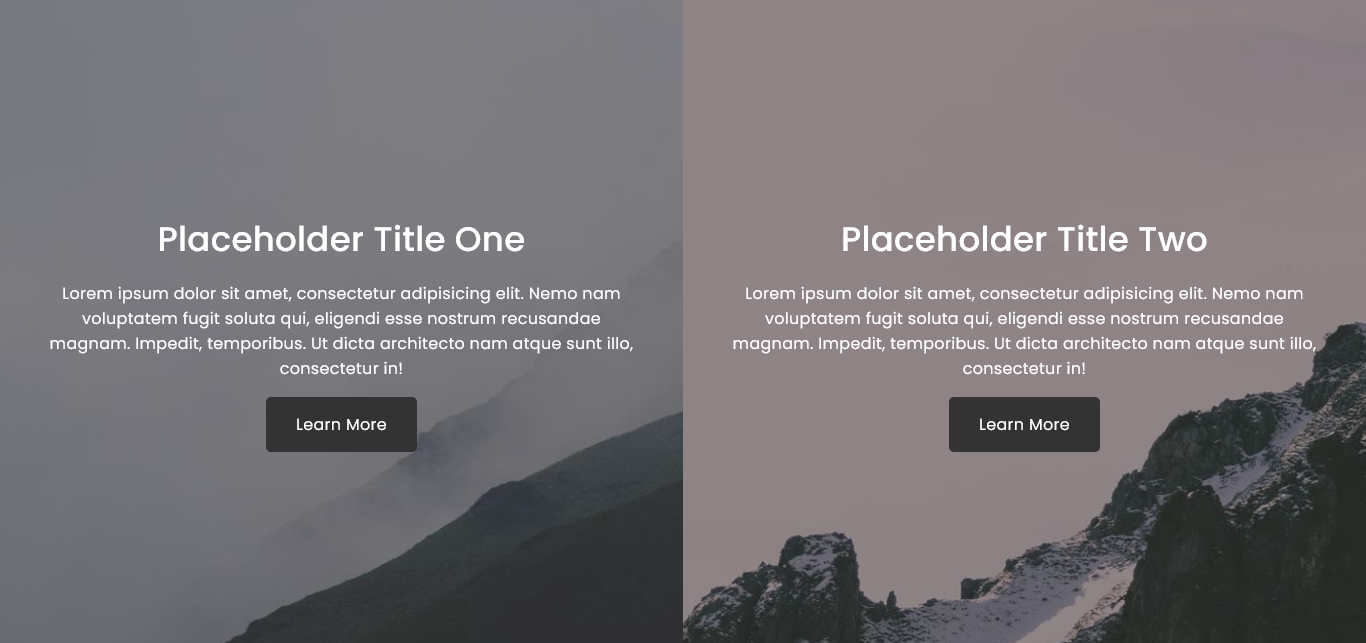 Placeholder Title One
Lorem ipsum dolor sit amet, consectetur adipisicing elit. Nemo nam
voluptatem fugit soluta qui, eligendi esse nostrum recusandae
magnam. Impedit, temporibus. Ut dicta architecto nam atque sunt illo,
consectetur in!
Learn More
Placeholder Title Two
Lorem ipsum dolor sit amet, consectetur adipisicing elit. Nemo nam
voluptatem fugit soluta qui, eligendi esse nostrum recusandae
magnam. Impedit, temporibus. Ut dicta architecto nam atque sunt illo,
consectetur in!
Learn More